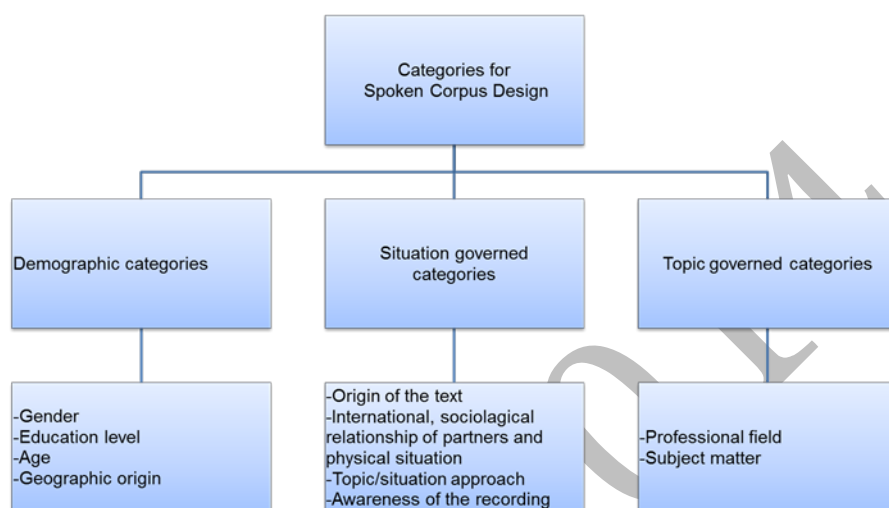 Categories for
Spoken Corpus Design
Demographic categories
Situation governed
categories
Topic governed categories
-Gender
-Education level
-Age
-Geographic origin
-Origin of the text
-International, sociolagical
relationship of partners and
physical situation
-Topic/situation approach
-Awareness of the recording
-Professional field
-Subject matter